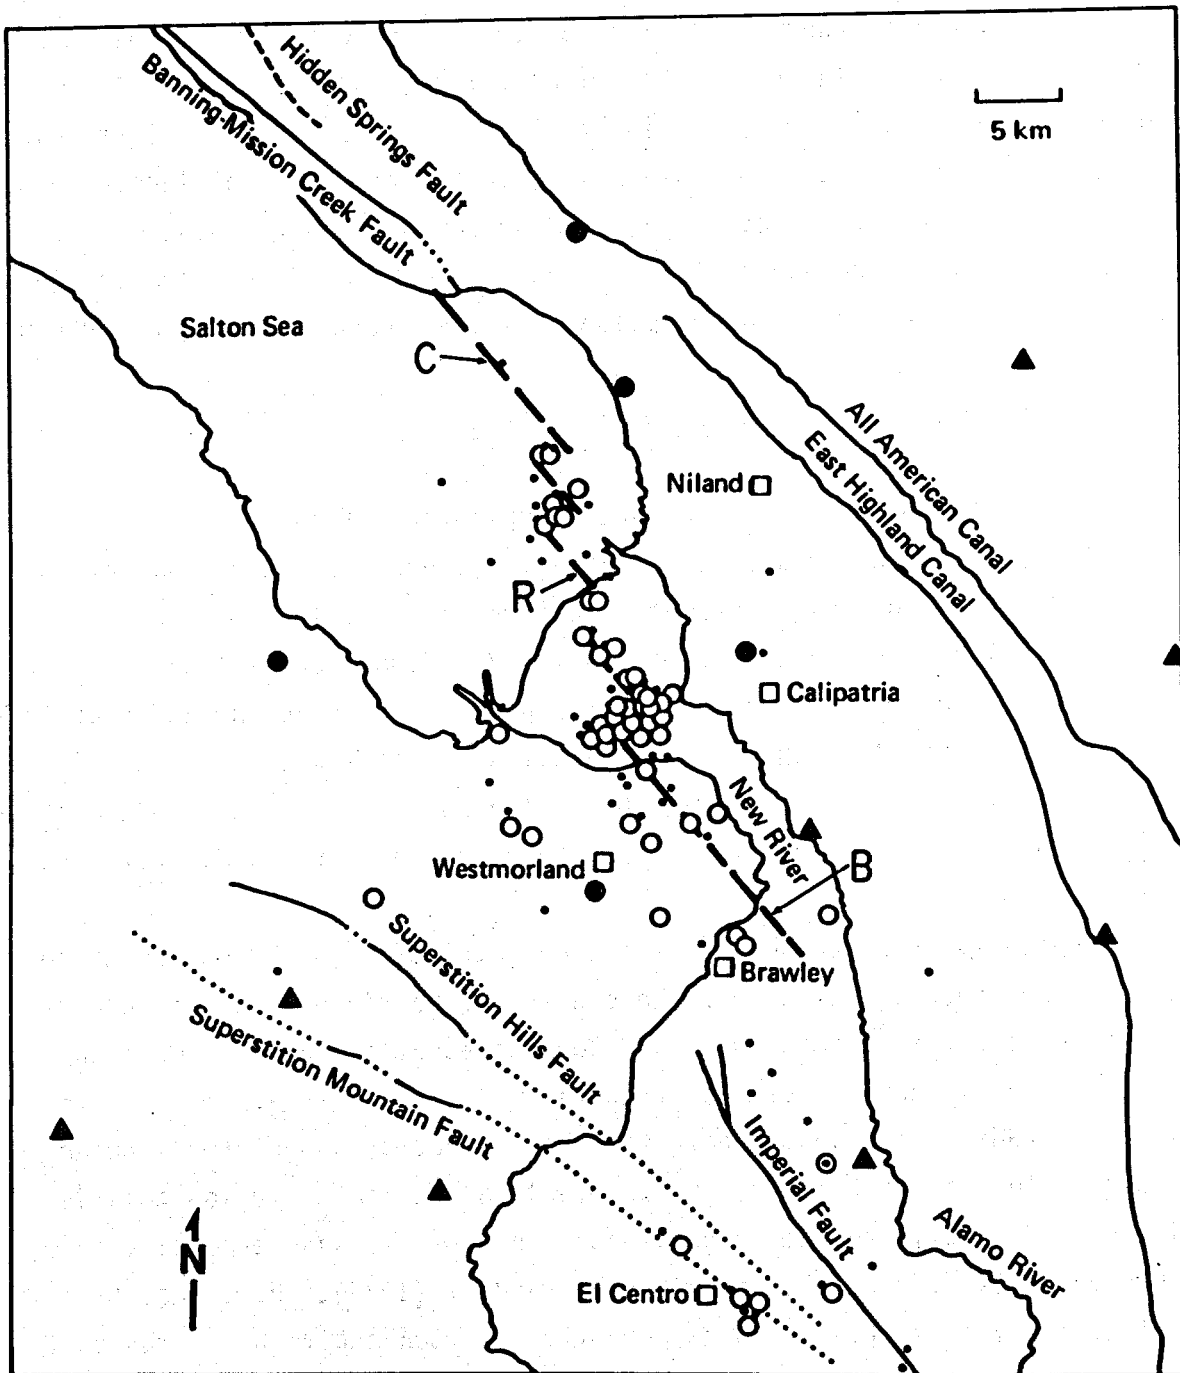 Hidden Springs Fault
Banning-Mission Creek Fault
5 km
Salton Sea
C
Niland
All American Canal
East Highland Canal
R
Calipatria
New River
Westmorland
B
Superstition Hills Fault
Brawley
Superstition Mountain Fault
Imperial Fault
N
Alamo River
El Centro